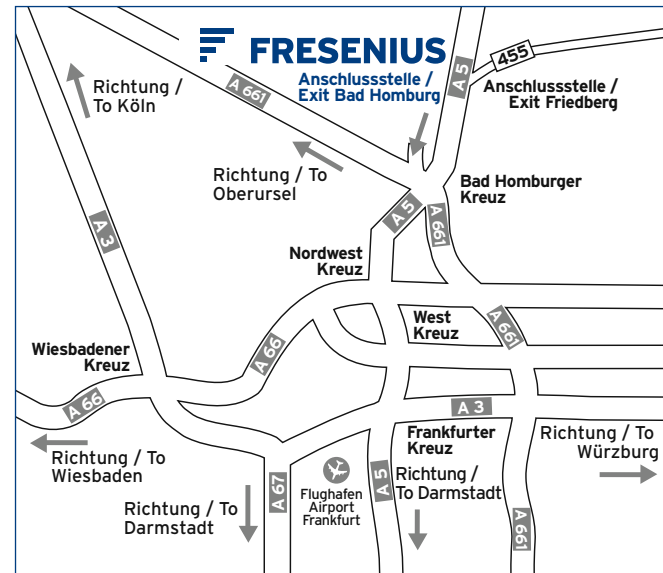 FRESENIUS
Anschlussstelle /
Exit Bad Homburg
A 661
A 5
455
Anschlussstelle /
Exit Friedberg
Richtung /
To Köln
Richtung / To
Oberursel
Bad Homburger
Kreuz
A 3
A 5
A 661
Nordwest
Kreuz
West
Kreuz
A 661
Wiesbadener
Kreuz
A 66
A 66
A 3
Frankfurter
Kreuz
Richtung / To
Würzburg
Richtung / To
Wiesbaden
Richtung / To
Darmstadt
A 67
Flughafen
Airport
Frankfurt
A 5
Richtung /
To Darmstadt
A 661